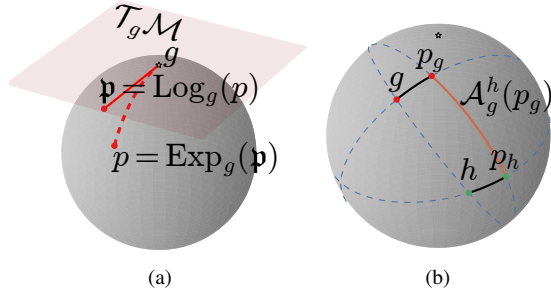 𝒯_g ℳ
g
𝔭 = Log_g(p)
p = Exp_g(𝔭)
(a)
g
p_g
𝒜_g^h(p_g)
h
p_h
(b)